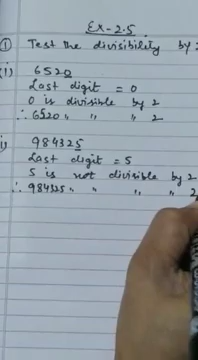 Ex-2.5
① Test the divisibility by 2
(i) 6520
Last digit = 0
0 is divisible by 2
∴ 6520 " " " 2
984325
Last digit = 5
5 is not divisible by 2
∴ 984325 " " " 2